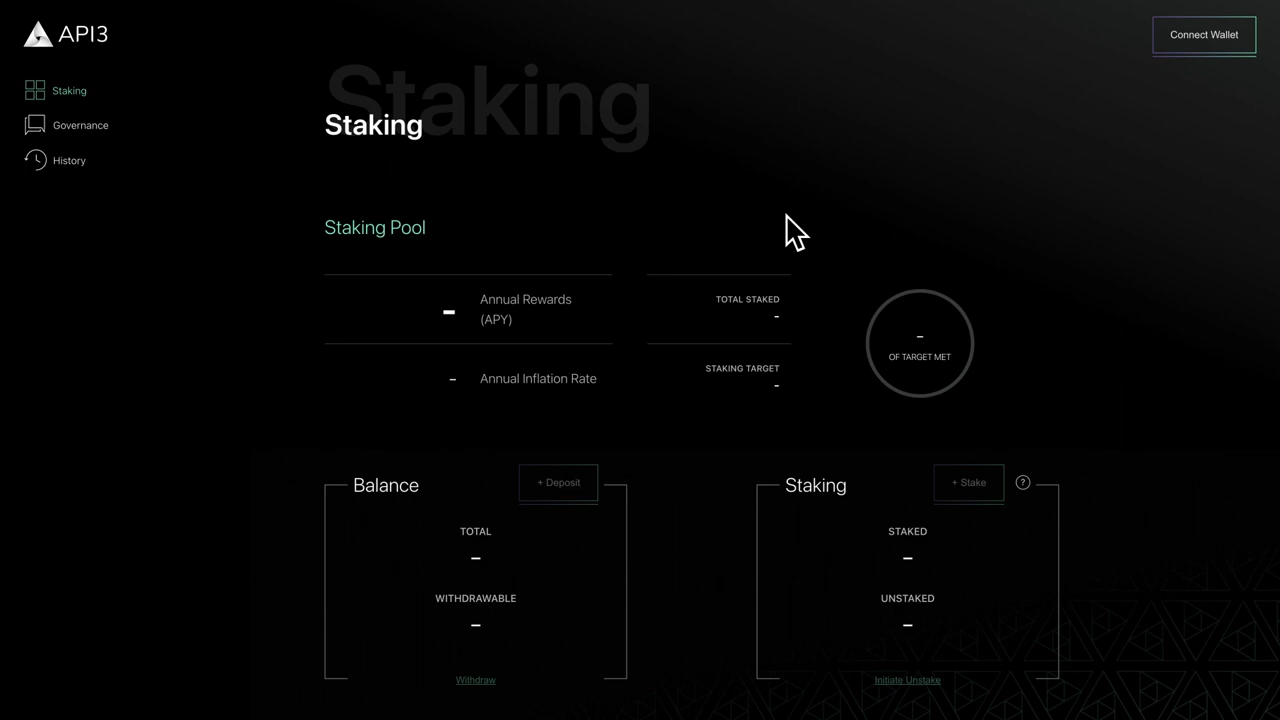 API3
Connect Wallet
Staking
Governance
History
Staking
Staking
Staking Pool
- Annual Rewards
(APY)
TOTAL STAKED
-
- Annual Inflation Rate
STAKING TARGET
-
-
OF TARGET MET
Balance
+ Deposit
TOTAL
-
WITHDRAWABLE
-
Withdraw
Staking
+ Stake
?
STAKED
-
UNSTAKED
-
Initiate Unstake